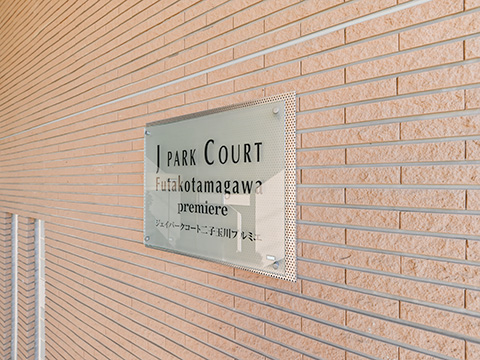 J PARK COURT
Futakotamagawa
premiere
ジェイパークコート二子玉川プルミエ